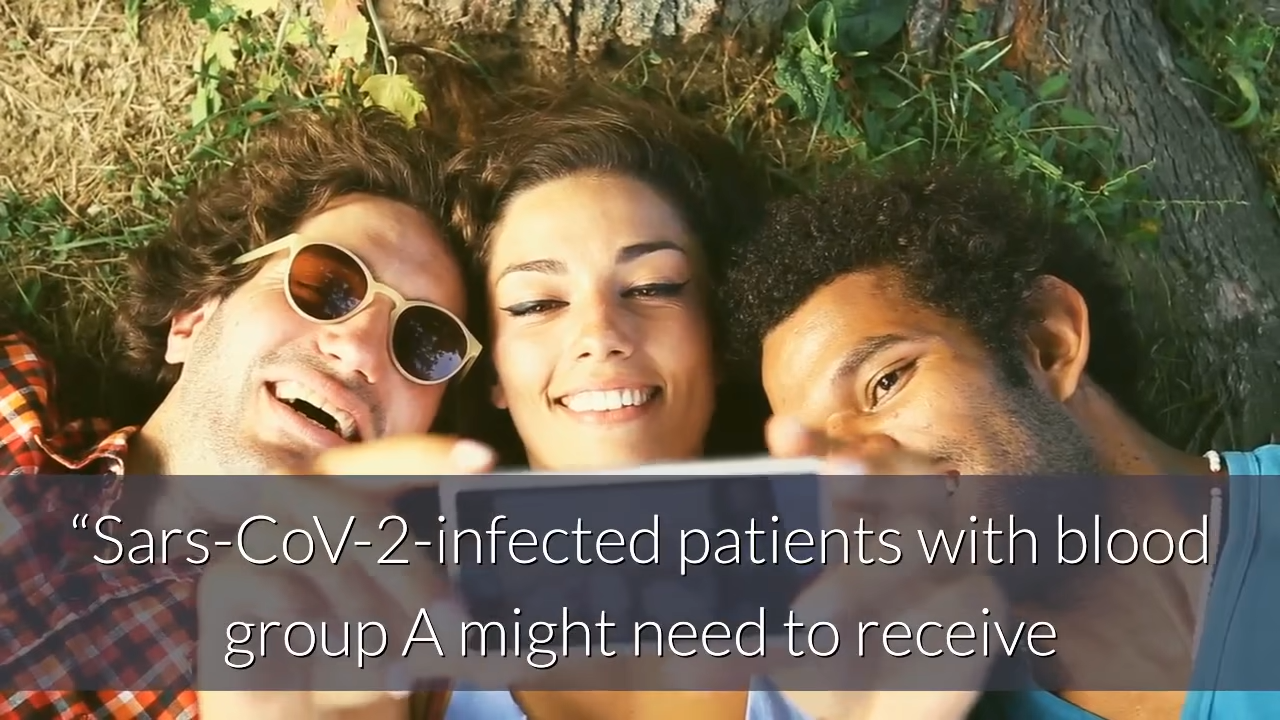 “Sars-CoV-2-infected patients with blood
group A might need to receive